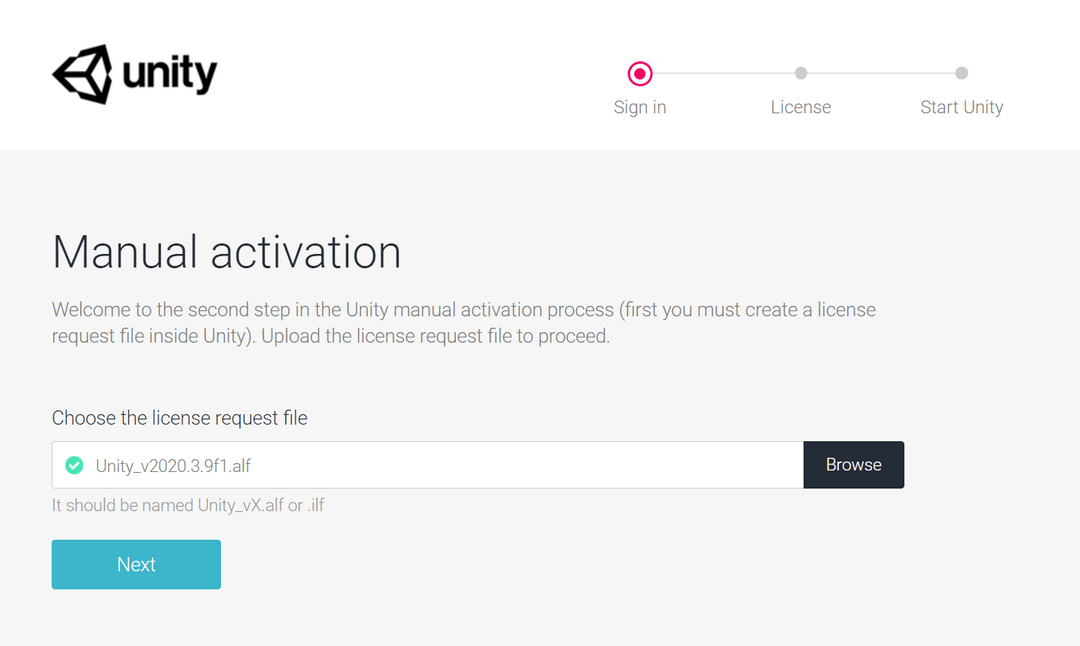 unity
Sign in
License
Start Unity
Manual activation
Welcome to the second step in the Unity manual activation process (first you must create a license
request file inside Unity). Upload the license request file to proceed.
Choose the license request file
Unity_v2020.3.9f1.alf
Browse
It should be named Unity_vX.alf or .ilf
Next